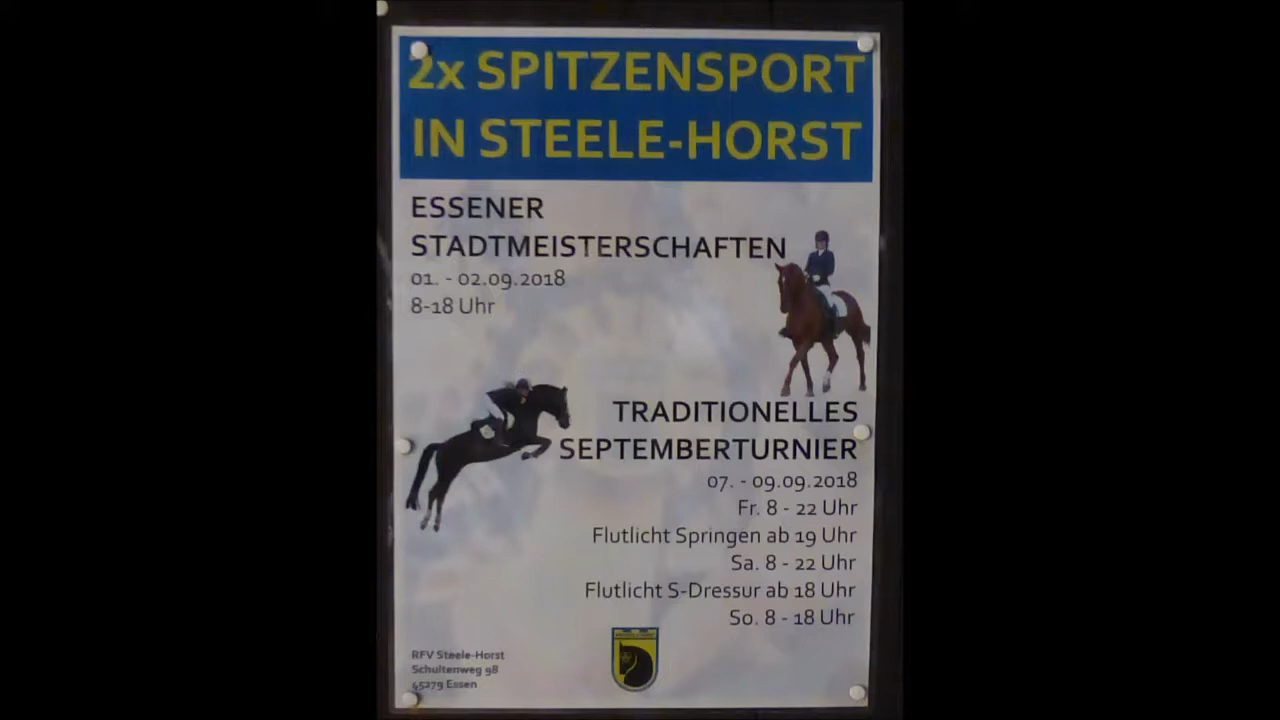 2x SPITZENSPORT
IN STEELE-HORST
ESSENER
STADTMEISTERSCHAFTEN
01. - 02.09.2018
8-18 Uhr
TRADITIONELLES
SEPTEMBERTURNIER
07. - 09.09.2018
Fr. 8 - 22 Uhr
Flutlicht Springen ab 19 Uhr
Sa. 8 - 22 Uhr
Flutlicht S-Dressur ab 18 Uhr
So. 8 - 18 Uhr
RFV Steele-Horst
Schultenweg 98
45279 Essen